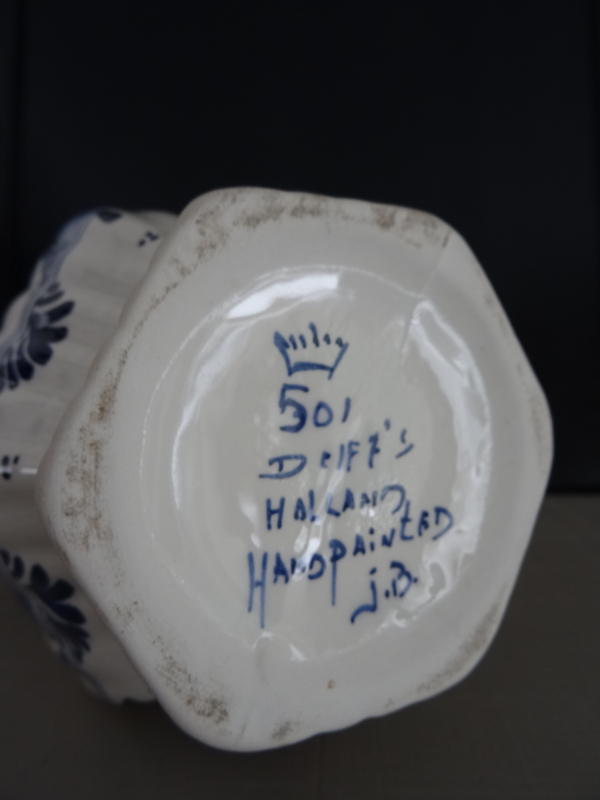 501
DElFT's
HOLLAND
HANDPAiNtED
j.B.